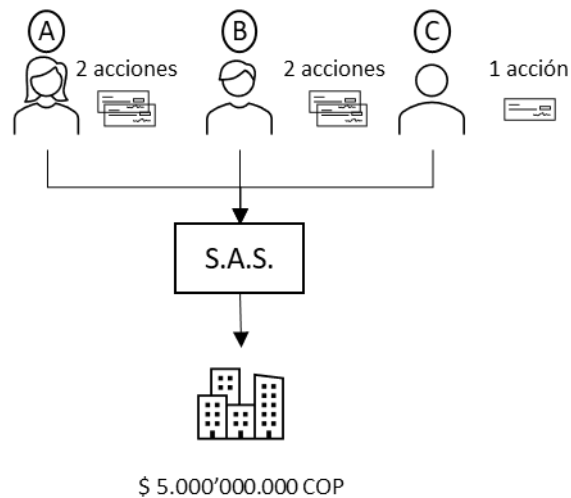 A
B
C
2 acciones
2 acciones
1 acción
S.A.S.
$ 5.000’000.000 COP